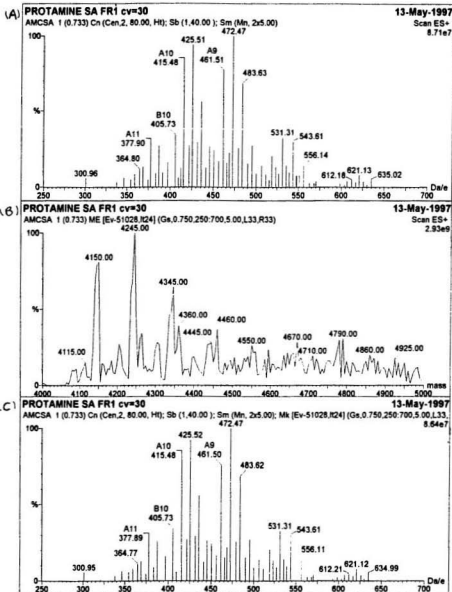 (A)
PROTAMINE SA FR1 cv=30 13-May-1997
AMCSA 1 (0.733) Cn (Cen,2, 80.00, Ht); Sb (1,40.00 ); Sm (Mn, 2x5.00) Scan ES+
8.71e7
100
472.47
425.51
A10
415.48
A9
461.51
483.63
%
B10
405.73
A11
377.90
364.80
531.31
543.61
556.14
300.96
612.18
621.13
635.02
0
Da/e
250 300 350 400 450 500 550 600 650 700
PROTAMINE SA FR1 cv=30 13-May-1997
AMCSA 1 (0.733) ME [Ev-51028,It24] (Gs,0.750,250:700,5.00,L33,R33) Scan ES+
2.93e9
100
4245.00
4150.00
4345.00
%
4360.00
4445.00
4460.00
4115.00
4550.00
4670.00
4710.00
4790.00
4860.00
4925.00
0
mass
4000 4100 4200 4300 4400 4500 4600 4700 4800 4900 5000
PROTAMINE SA FR1 cv=30 13-May-1997
AMCSA 1 (0.733) Cn (Cen,2, 80.00, Ht); Sb (1,40.00 ); Sm (Mn, 2x5.00); Mk [Ev-51028,It24] (Gs,0.750,250:700,5.00,L33,
8.64e7
100
472.47
425.52
A10
415.48
A9
461.50
483.62
%
B10
405.73
A11
377.89
364.77
531.31
543.61
556.11
300.95
612.21
621.12
634.99
0
Da/e
250 300 350 400 450 500 550 600 650 700